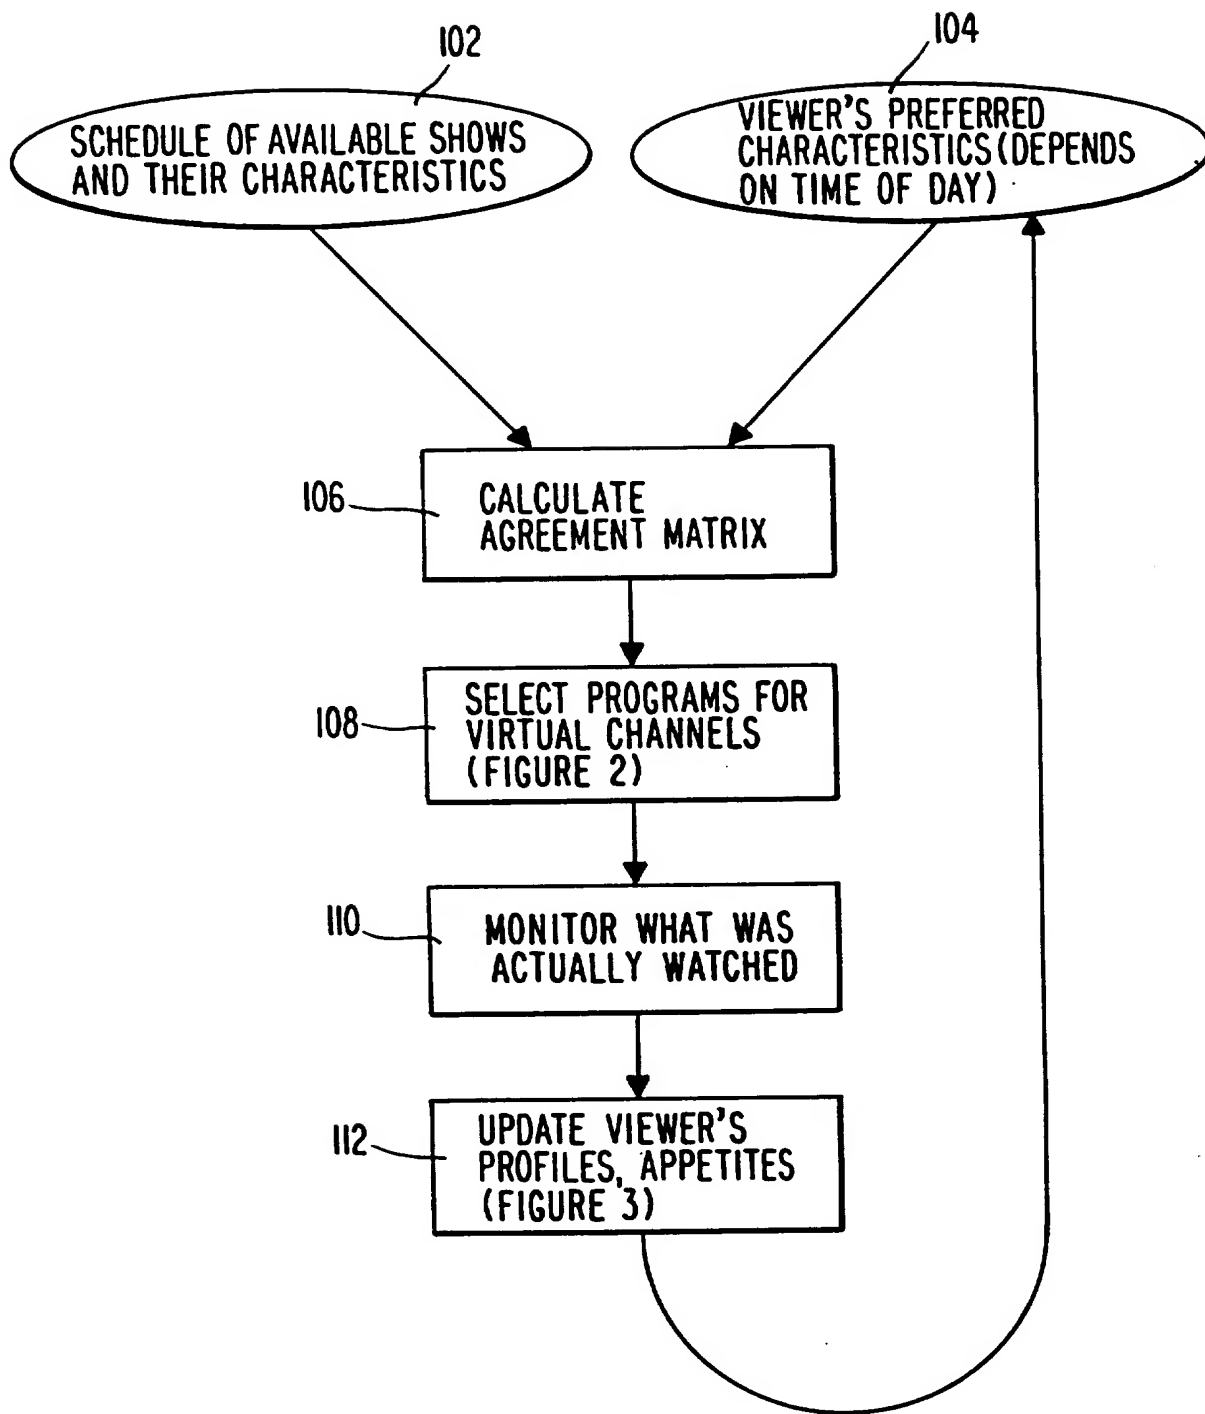 102
104
SCHEDULE OF AVAILABLE SHOWS
AND THEIR CHARACTERISTICS
VIEWER'S PREFERRED
CHARACTERISTICS (DEPENDS
ON TIME OF DAY)
106
CALCULATE
AGREEMENT MATRIX
108
SELECT PROGRAMS FOR
VIRTUAL CHANNELS
(FIGURE 2)
110
MONITOR WHAT WAS
ACTUALLY WATCHED
112
UPDATE VIEWER'S
PROFILES, APPETITES
(FIGURE 3)